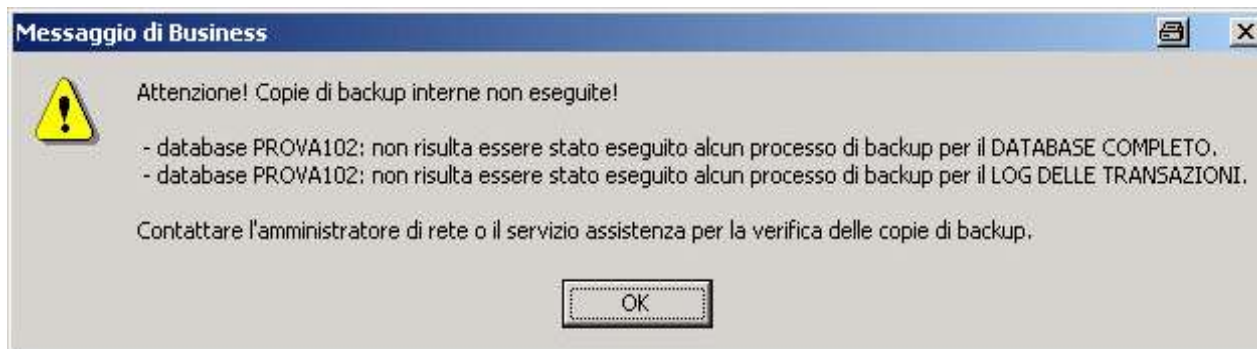 Messaggio di Business
Attenzione! Copie di backup interne non eseguite!
- database PROVA102: non risulta essere stato eseguito alcun processo di backup per il DATABASE COMPLETO.
- database PROVA102: non risulta essere stato eseguito alcun processo di backup per il LOG DELLE TRANSAZIONI.
Contattare l'amministratore di rete o il servizio assistenza per la verifica delle copie di backup.
OK